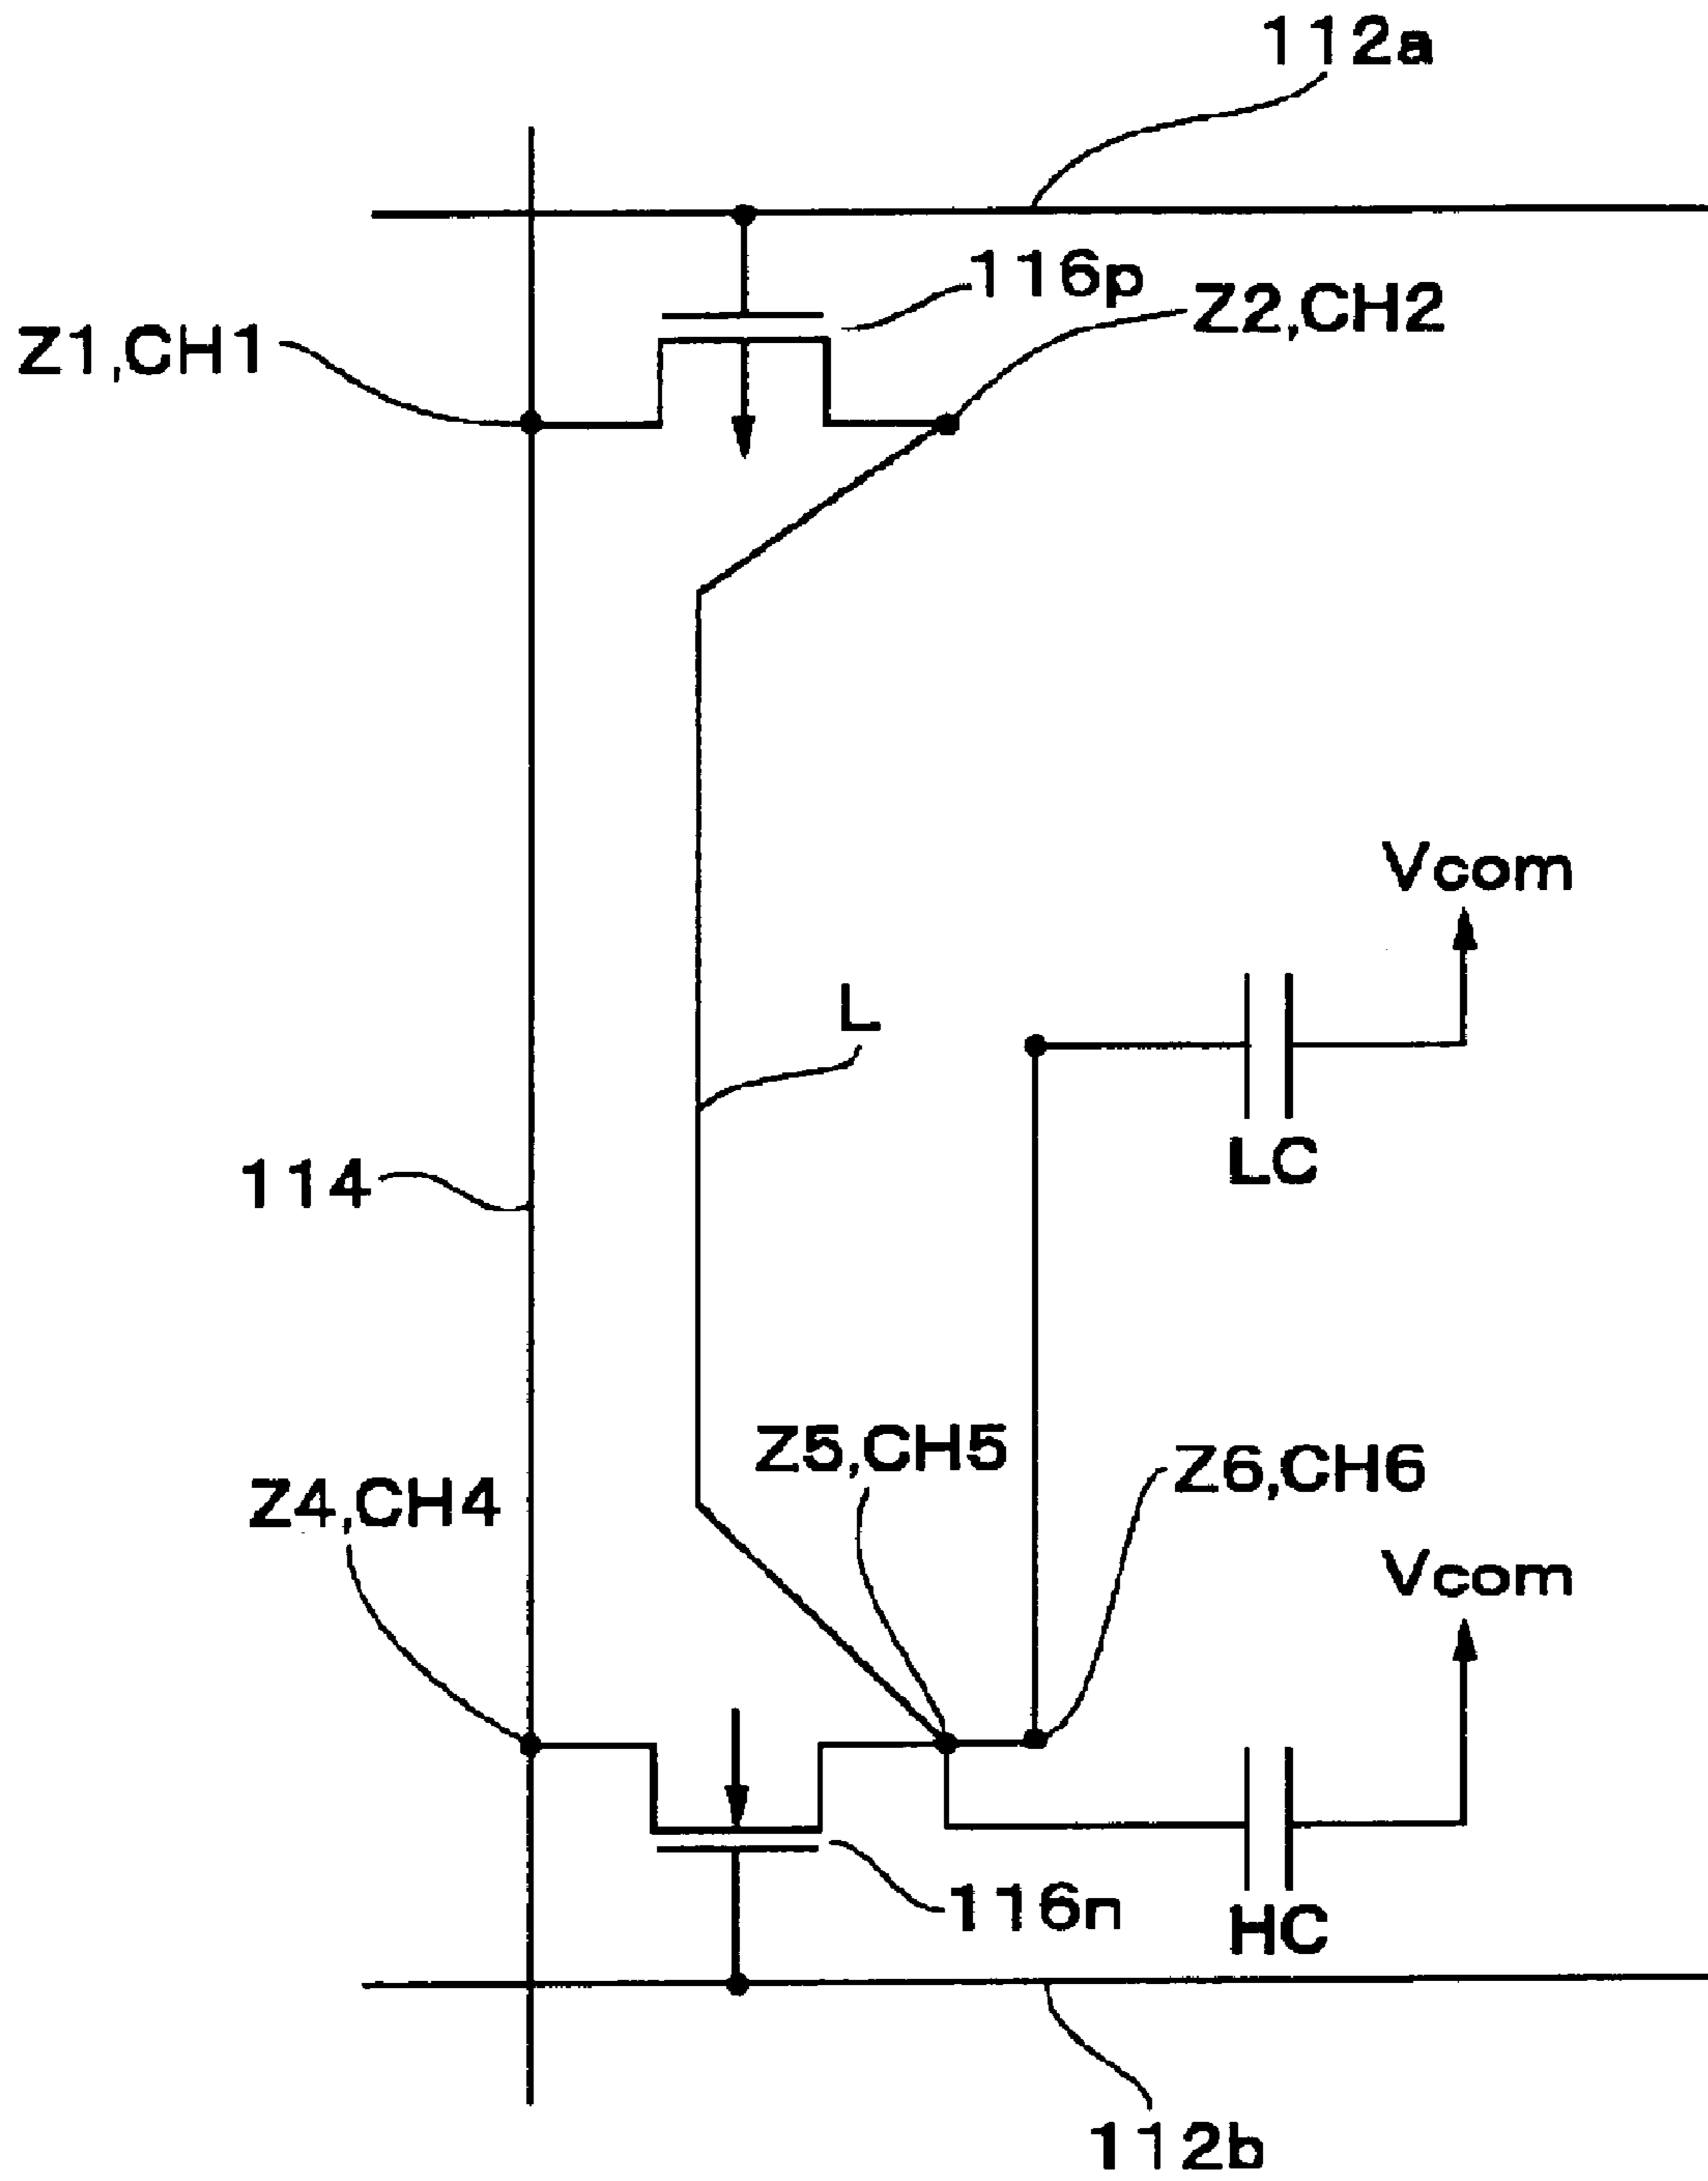 112a
116p
Z2,CH2
Z1,CH1
Vcom
L
LC
114
Z5,CH5
Z6,CH6
Z4,CH4
Vcom
116n
HC
112b